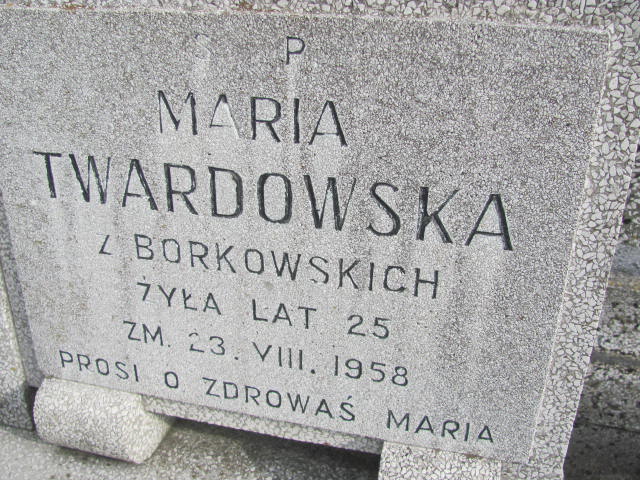 S P
MARIA
TWARDOWSKA
Z BORKOWSKICH
ŻYŁA LAT 25
ZM. 23. VIII. 1958
PROSI O ZDROWAŚ MARIA